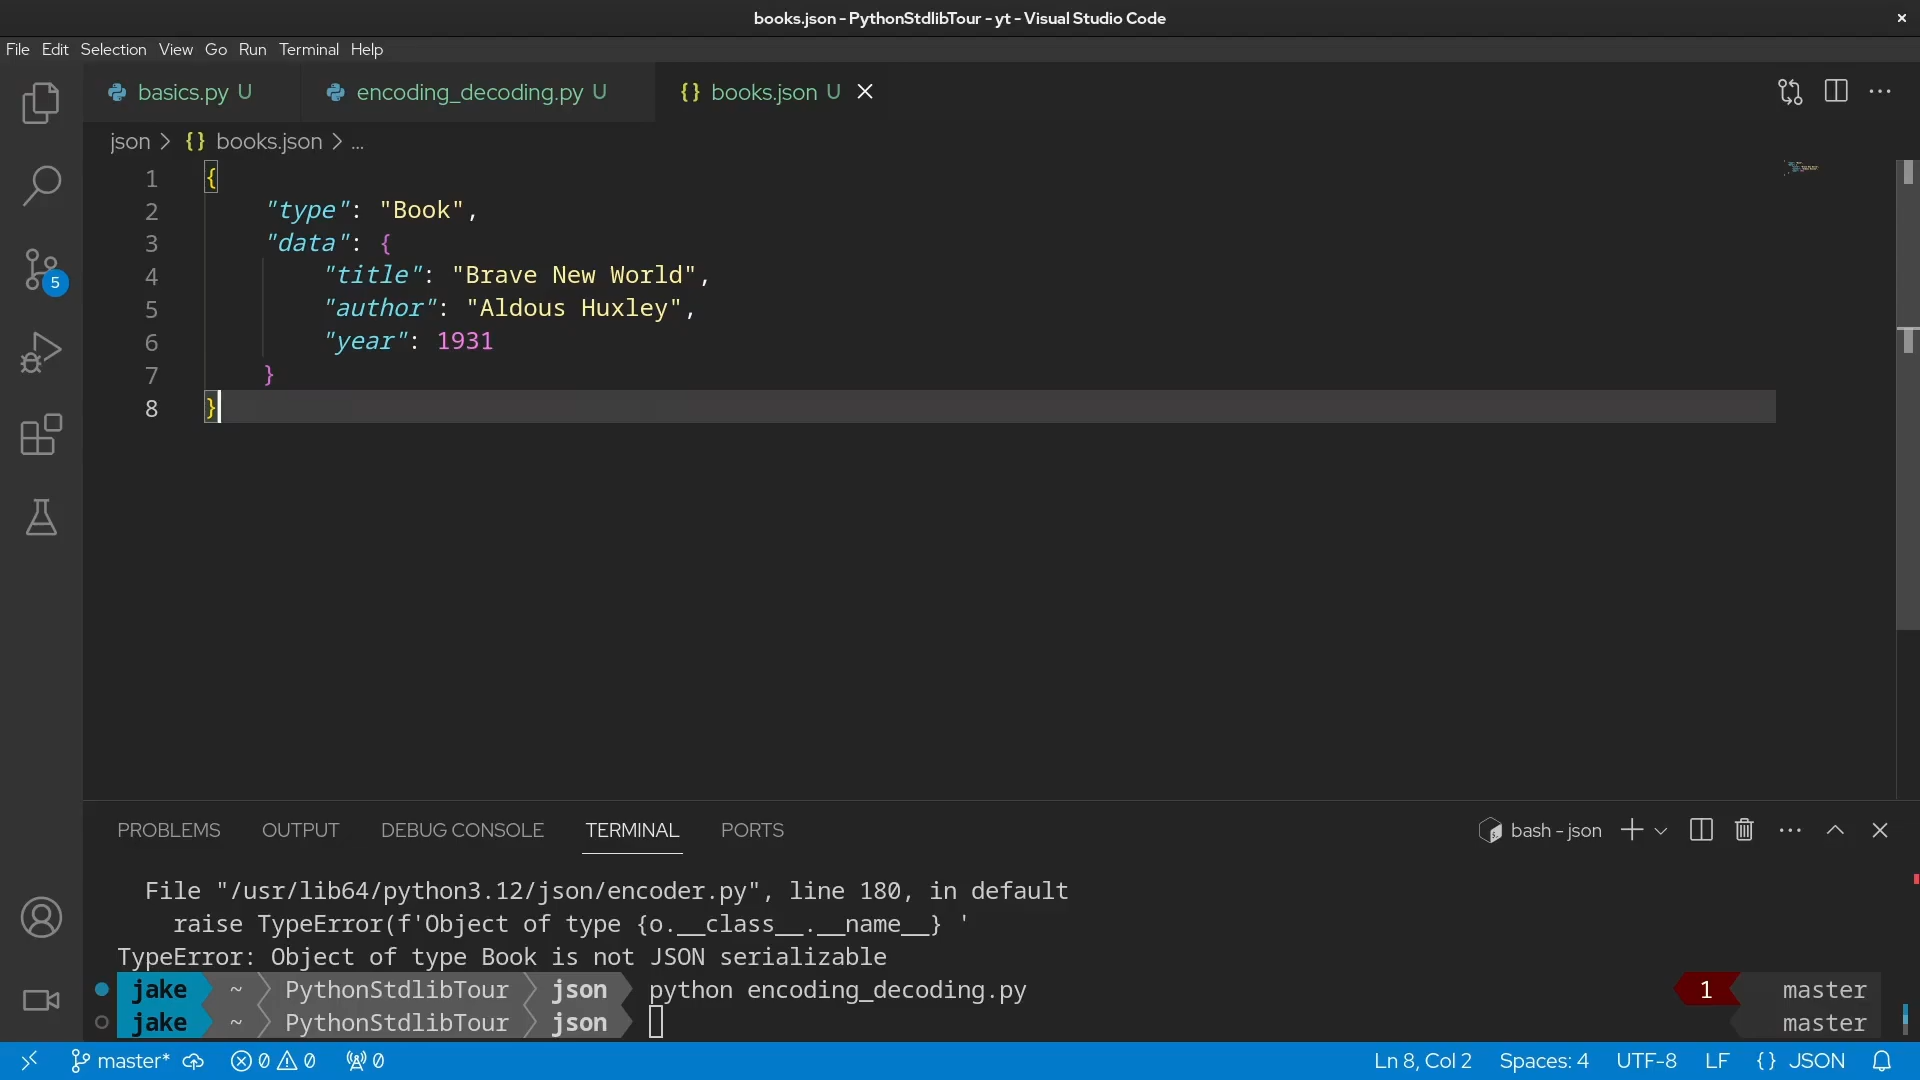 books.json - PythonStdlibTour - yt - Visual Studio Code
File Edit Selection View Go Run Terminal Help
basics.py U encoding_decoding.py U {} books.json U
json > {} books.json > ...
1 {
2 "type": "Book",
3 "data": {
4 "title": "Brave New World",
5 "author": "Aldous Huxley",
6 "year": 1931
7 }
8 }
5
PROBLEMS OUTPUT DEBUG CONSOLE TERMINAL PORTS bash - json
File "/usr/lib64/python3.12/json/encoder.py", line 180, in default
raise TypeError(f'Object of type {o.__class__.__name__} '
TypeError: Object of type Book is not JSON serializable
jake ~ PythonStdlibTour json python encoding_decoding.py 1 master
jake ~ PythonStdlibTour json master
master* 0 0 0 Ln 8, Col 2 Spaces: 4 UTF-8 LF {} JSON